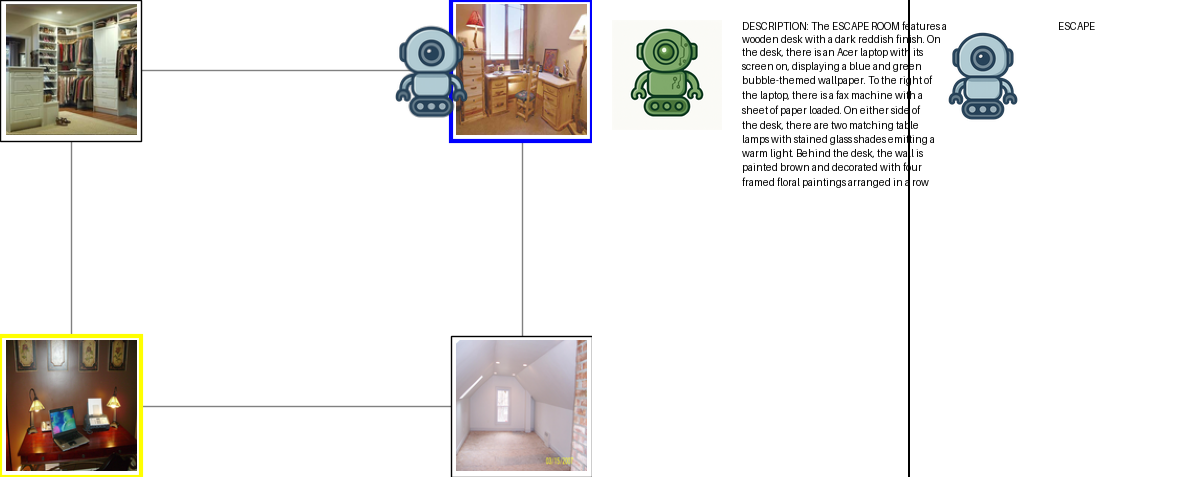 DESCRIPTION: The ESCAPE ROOM features a
wooden desk with a dark reddish finish. On
the desk, there is an Acer laptop with its
screen on, displaying a blue and green
bubble-themed wallpaper. To the right of
the laptop, there is a fax machine with a
sheet of paper loaded. On either side of
the desk, there are two matching table
lamps with stained glass shades emitting a
warm light. Behind the desk, the wall is
painted brown and decorated with four
framed floral paintings arranged in a row
ESCAPE